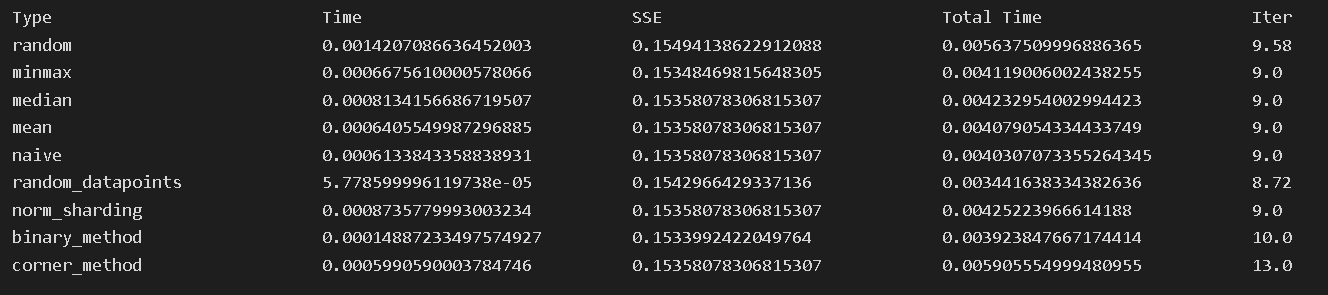 Type Time SSE Total Time Iter
random 0.0014207086636452003 0.15494138622912088 0.005637509996886365 9.58
minmax 0.0006675610000578066 0.15348469815648305 0.004119006002438255 9.0
median 0.0008134156686719507 0.15358078306815307 0.004232954002994423 9.0
mean 0.0006405549987296885 0.15358078306815307 0.004079054334433749 9.0
naive 0.0006133843358838931 0.15358078306815307 0.0040307073355264345 9.0
random_datapoints 5.778599996119738e-05 0.1542966429337136 0.003441638334382636 8.72
norm_sharding 0.0008735779993003234 0.15358078306815307 0.00425223966614188 9.0
binary_method 0.00014887233497574927 0.1533992422049764 0.003923847667174414 10.0
corner_method 0.0005990590003784746 0.15358078306815307 0.005905554999480955 13.0